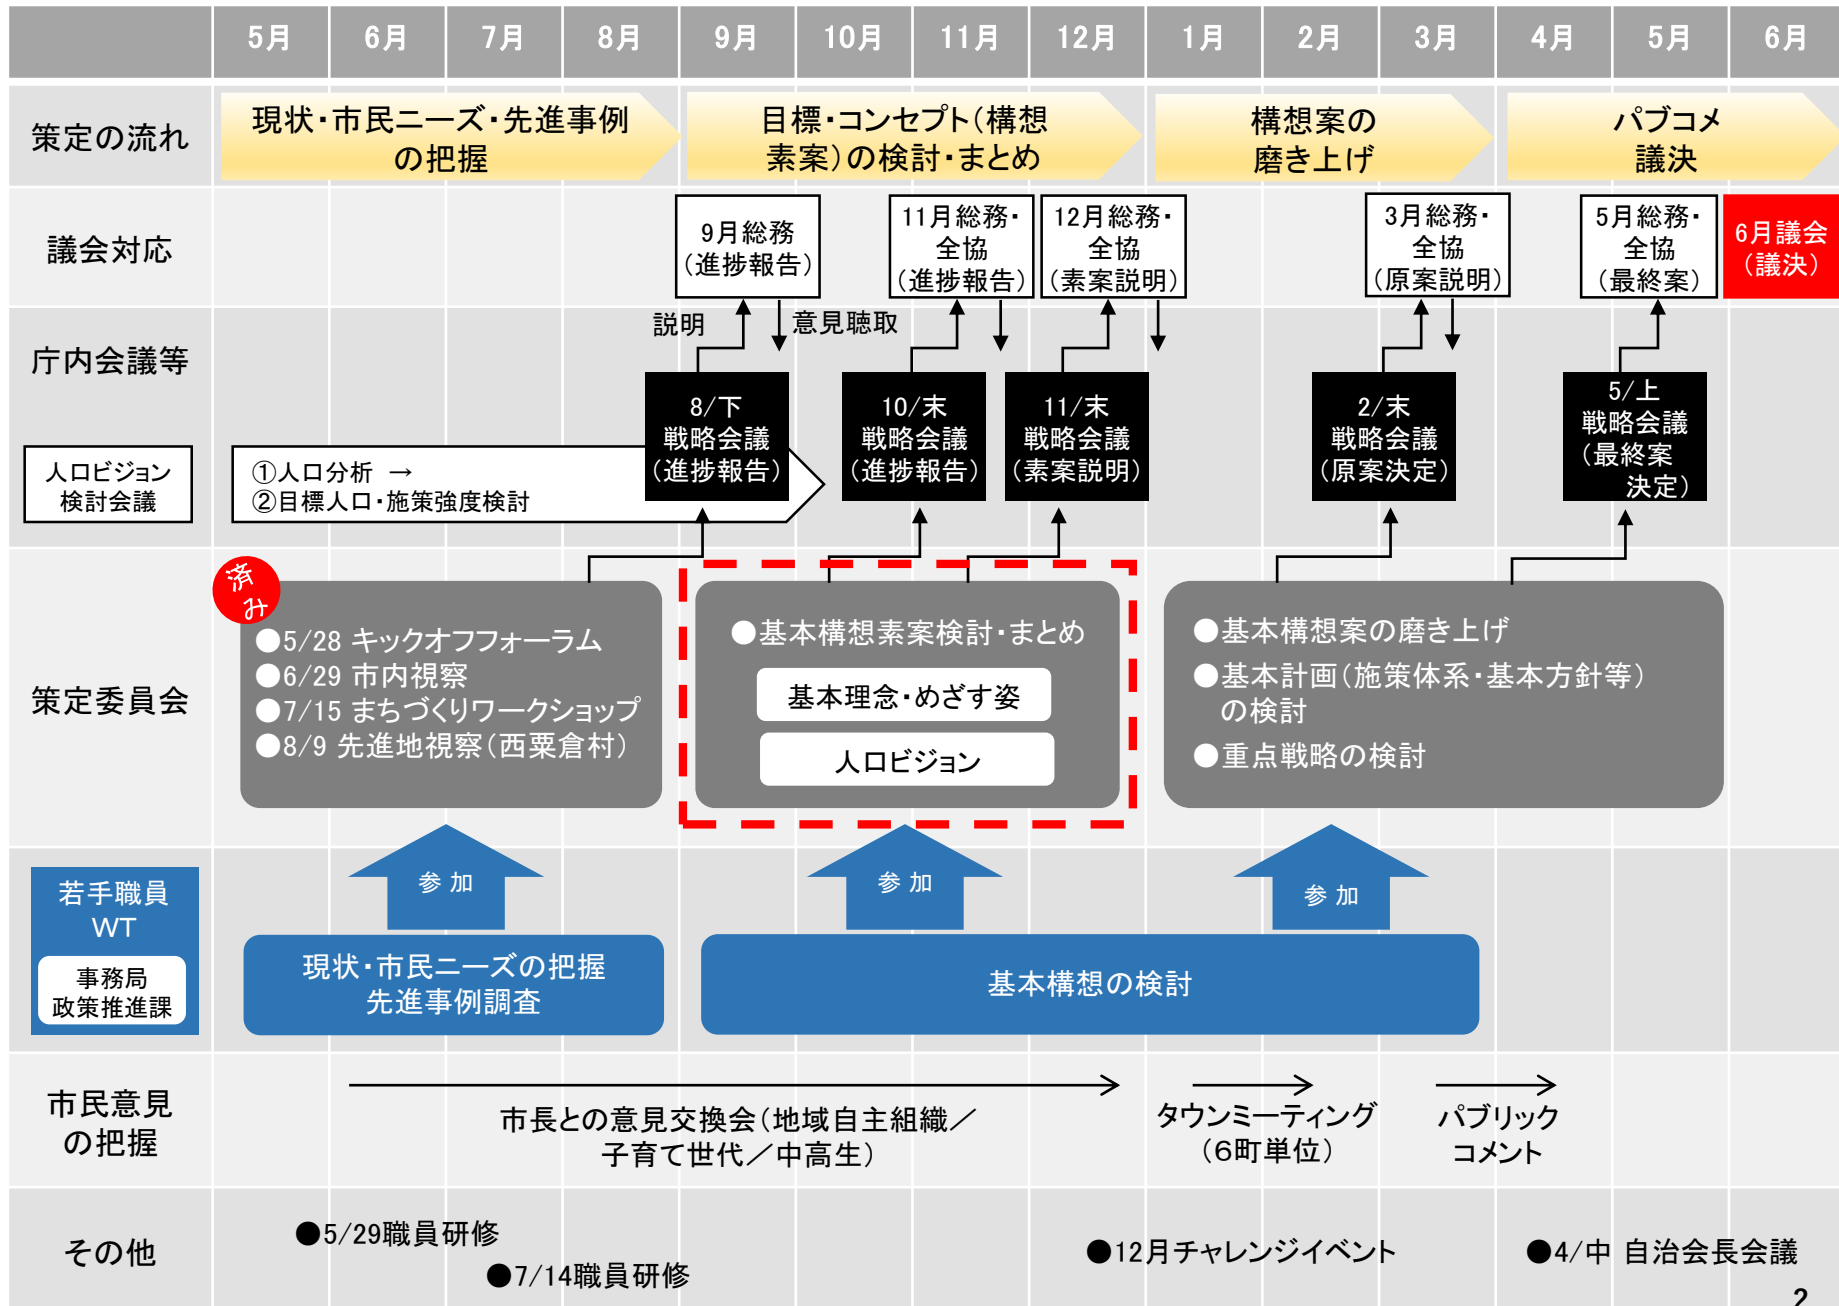 5月 6月 7月 8月 9月 10月 11月 12月 1月 2月 3月 4月 5月 6月
策定の流れ
現状・市民ニーズ・先進事例
の把握
目標・コンセプト（構想
素案）の検討・まとめ
構想案の
磨き上げ
パブコメ
議決
議会対応
9月総務
（進捗報告）
11月総務・
全協
（進捗報告）
12月総務・
全協
（素案説明）
3月総務・
全協
（原案説明）
5月総務・
全協
（最終案）
6月議会
（議決）
庁内会議等
説明
意見聴取
8/下
戦略会議
（進捗報告）
10/末
戦略会議
（進捗報告）
11/末
戦略会議
（素案説明）
2/末
戦略会議
（原案決定）
5/上
戦略会議
（最終案
決定）
人口ビジョン
検討会議
①人口分析 →
②目標人口・施策強度検討
策定委員会
済
み
●5/28 キックオフフォーラム
●6/29 市内視察
●7/15 まちづくりワークショップ
●8/9 先進地視察（西粟倉村）
●基本構想素案検討・まとめ
基本理念・めざす姿
人口ビジョン
●基本構想案の磨き上げ
●基本計画（施策体系・基本方針等）
の検討
●重点戦略の検討
若手職員
WT
事務局
政策推進課
参 加
参 加
参 加
現状・市民ニーズの把握
先進事例調査
基本構想の検討
市民意見
の把握
市長との意見交換会（地域自主組織／
子育て世代／中高生）
タウンミーティング
（6町単位）
パブリック
コメント
その他
●5/29職員研修
●7/14職員研修
●12月チャレンジイベント
●4/中 自治会長会議
2